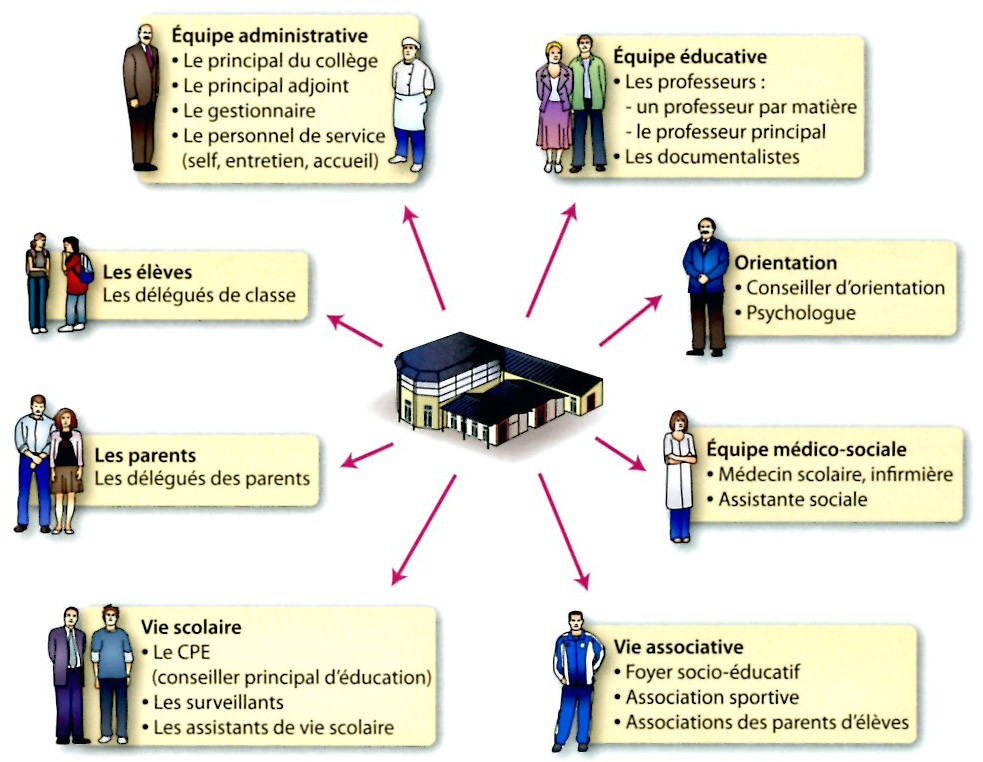 Équipe administrative
• Le principal du collège
• Le principal adjoint
• Le gestionnaire
• Le personnel de service
(self, entretien, accueil)
Équipe éducative
• Les professeurs :
- un professeur par matière
- le professeur principal
• Les documentalistes
Les élèves
Les délégués de classe
Orientation
• Conseiller d'orientation
• Psychologue
Les parents
Les délégués des parents
Équipe médico-sociale
• Médecin scolaire, infirmière
• Assistante sociale
Vie scolaire
• Le CPE
(conseiller principal d'éducation)
• Les surveillants
• Les assistants de vie scolaire
Vie associative
• Foyer socio-éducatif
• Association sportive
• Associations des parents d'élèves